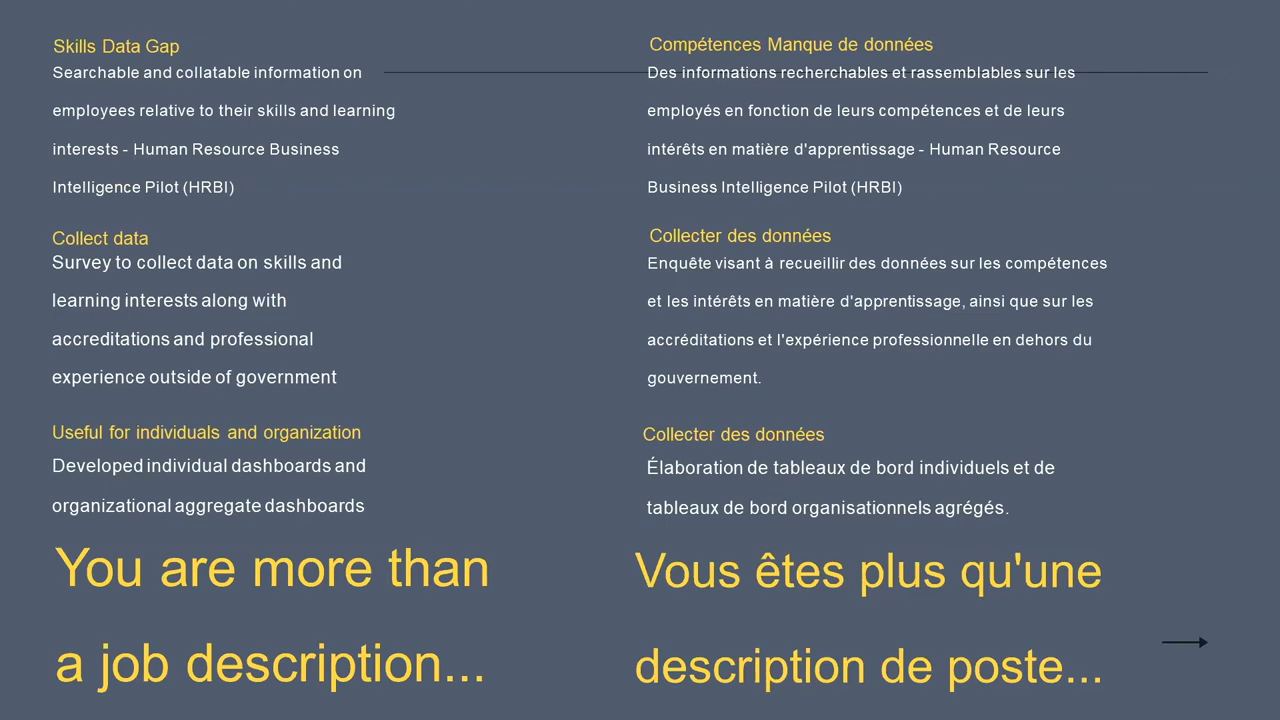 Skills Data Gap
Searchable and collatable information on
employees relative to their skills and learning
interests - Human Resource Business
Intelligence Pilot (HRBI)
Collect data
Survey to collect data on skills and
learning interests along with
accreditations and professional
experience outside of government
Useful for individuals and organization
Developed individual dashboards and
organizational aggregate dashboards
You are more than
a job description...
Compétences Manque de données
Des informations recherchables et rassemblables sur les
employés en fonction de leurs compétences et de leurs
intérêts en matière d'apprentissage - Human Resource
Business Intelligence Pilot (HRBI)
Collecter des données
Enquête visant à recueillir des données sur les compétences
et les intérêts en matière d'apprentissage, ainsi que sur les
accréditations et l'expérience professionnelle en dehors du
gouvernement.
Collecter des données
Élaboration de tableaux de bord individuels et de
tableaux de bord organisationnels agrégés.
Vous êtes plus qu'une
description de poste...